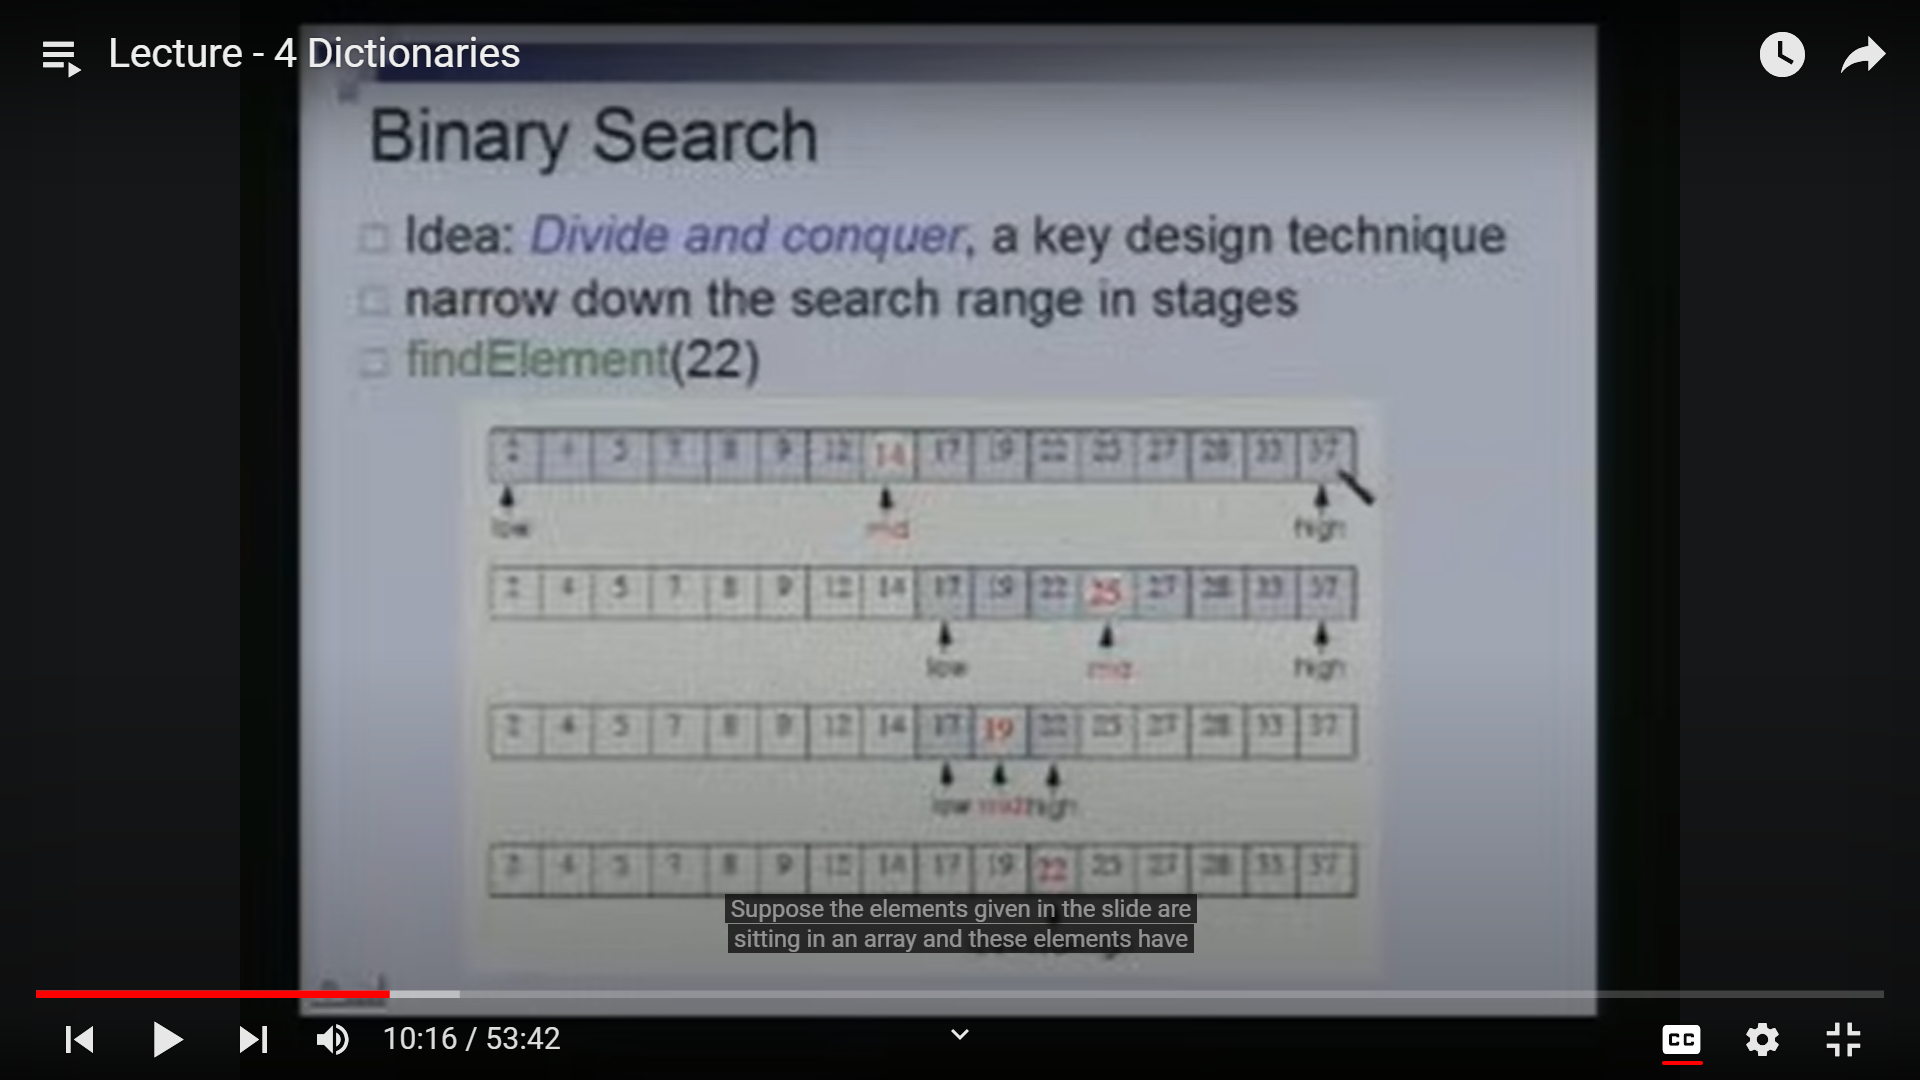 Lecture - 4 Dictionaries
Binary Search
Idea: Divide and conquer, a key design technique
narrow down the search range in stages
findElement(22)
2 4 5 7 8 9 12 14 17 19 22 25 27 28 33 37
low mid high
2 4 5 7 8 9 12 14 17 19 22 25 27 28 33 37
low mid high
2 4 5 7 8 9 12 14 17 19 22 25 27 28 33 37
low mid high
2 4 5 7 8 9 12 14 17 19 22 25 27 28 33 37
Suppose the elements given in the slide are
sitting in an array and these elements have
10:16 / 53:42
CC